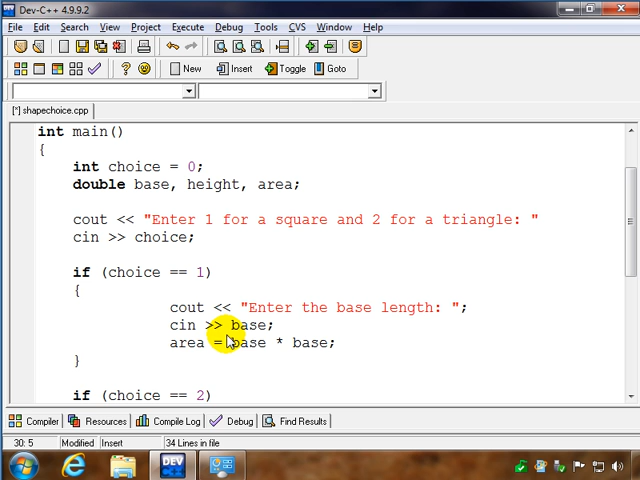 Dev-C++ 4.9.9.2
File Edit Search View Project Execute Debug Tools CVS Window Help
New Insert Toggle Goto
[*] shapechoice.cpp
int main()
{
int choice = 0;
double base, height, area;
cout << "Enter 1 for a square and 2 for a triangle: "
cin >> choice;
if (choice == 1)
{
cout << "Enter the base length: ";
cin >> base;
area = base * base;
}
if (choice == 2)
Compiler Resources Compile Log Debug Find Results
30: 5 Modified Insert 34 Lines in file
DEV